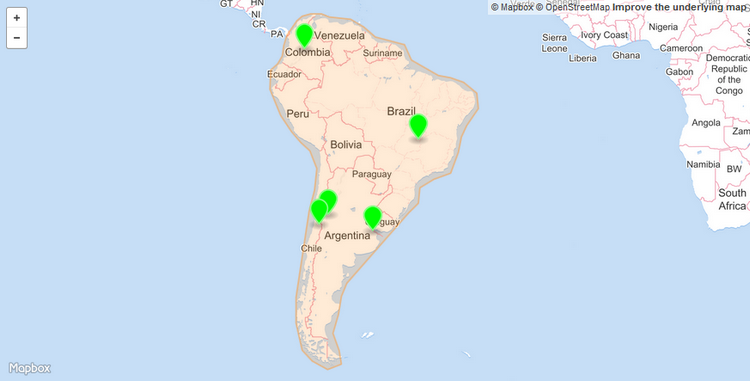 GT
HN
NI
CR
PA
+
−
© Mapbox © OpenStreetMap Improve the underlying map
Venezuela
Colombia
Suriname
Ecuador
Peru
Brazil
Bolivia
Paraguay
Argentina
Chile
Sierra
Leone
Liberia
Ivory Coast
Ghana
Nigeria
Cameroon
Gabon
Democratic
Republic
of the
Congo
Angola
Zam
Namibia
BW
South
Africa
Mapbox